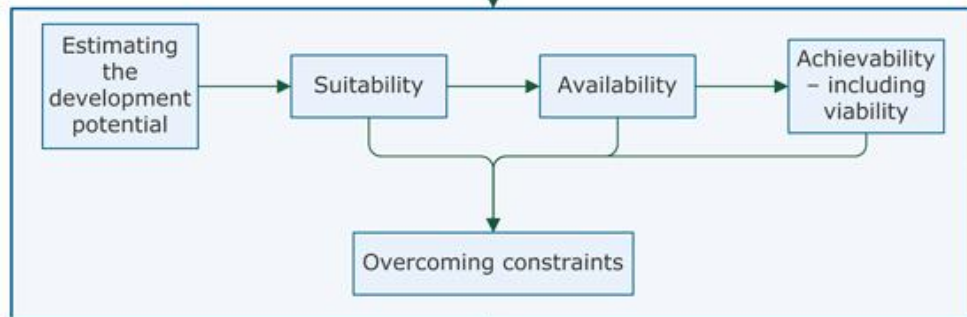 Estimating
the
development
potential
Suitability
Availability
Achievability
– including
viability
Overcoming constraints